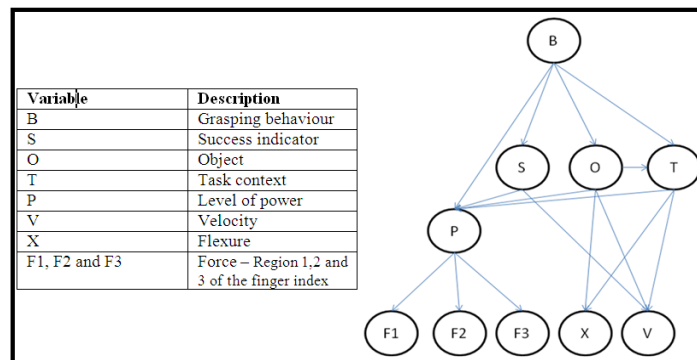 Variable Description
B Grasping behaviour
S Success indicator
O Object
T Task context
P Level of power
V Velocity
X Flexure
F1, F2 and F3 Force – Region 1,2 and
3 of the finger index
B
S O T
P
F1 F2 F3 X V